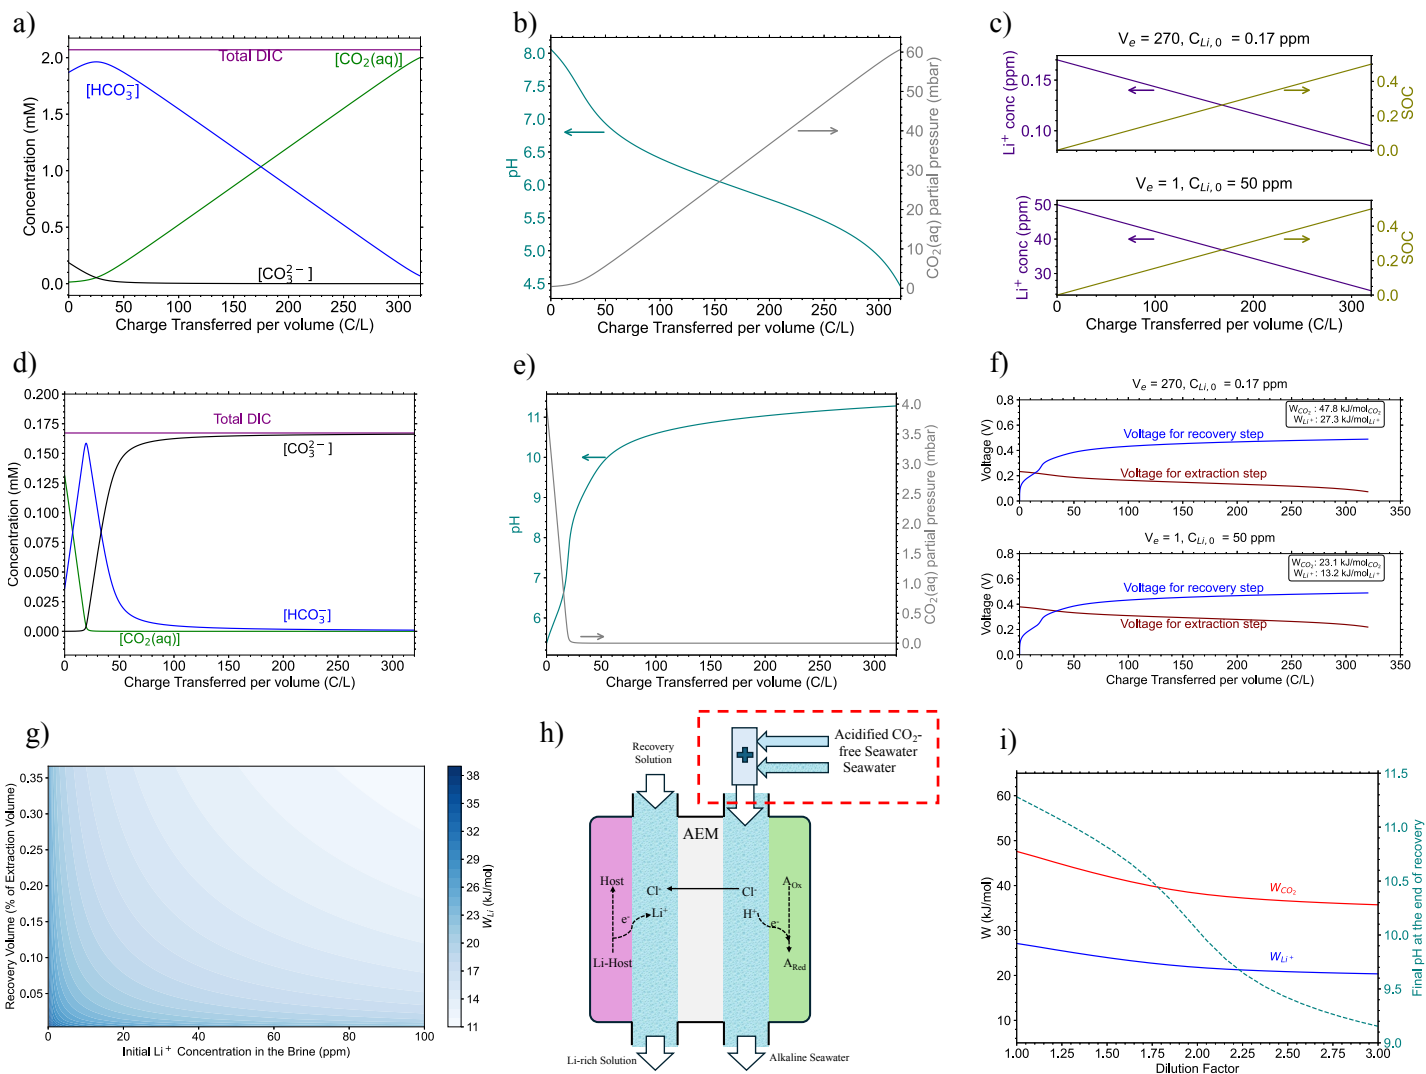 a)
Total DIC
[CO₂(aq)]
[HCO₃⁻]
[CO₃²⁻]
Concentration (mM)
2.0
1.5
1.0
0.5
0.0
0 50 100 150 200 250 300
Charge Transferred per volume (C/L)
b)
pH
8.0
7.5
7.0
6.5
6.0
5.5
5.0
4.5
60
50
40
30
20
10
0
CO₂(aq) partial pressure (mbar)
0 50 100 150 200 250 300
Charge Transferred per volume (C/L)
c)
Vₑ = 270, C_Li,0 = 0.17 ppm
Li⁺ conc (ppm)
0.15
0.10
0.4
0.2
0.0
SOC
Vₑ = 1, C_Li,0 = 50 ppm
Li⁺ conc (ppm)
50
40
30
0.4
0.2
0.0
SOC
0 100 200 300
Charge Transferred per volume (C/L)
d)
Total DIC
[CO₃²⁻]
[HCO₃⁻]
[CO₂(aq)]
Concentration (mM)
0.200
0.175
0.150
0.125
0.100
0.075
0.050
0.025
0.000
0 50 100 150 200 250 300
Charge Transferred per volume (C/L)
e)
pH
11
10
9
8
7
6
4.0
3.5
3.0
2.5
2.0
1.5
1.0
0.5
0.0
CO₂(aq) partial pressure (mbar)
0 50 100 150 200 250 300
Charge Transferred per volume (C/L)
f)
Vₑ = 270, C_Li,0 = 0.17 ppm
W_CO₂ : 47.8 kJ/mol_CO₂
W_Li⁺ : 27.3 kJ/mol_Li⁺
Voltage for recovery step
Voltage for extraction step
Voltage (V)
0.8
0.6
0.4
0.2
0.0
0 50 100 150 200 250 300 350
Vₑ = 1, C_Li,0 = 50 ppm
W_CO₂ : 23.1 kJ/mol_CO₂
W_Li⁺ : 13.2 kJ/mol_Li⁺
Voltage for recovery step
Voltage for extraction step
Voltage (V)
0.8
0.6
0.4
0.2
0.0
0 50 100 150 200 250 300 350
Charge Transferred per volume (C/L)
g)
Recovery Volume (% of Extraction Volume)
0.35
0.30
0.25
0.20
0.15
0.10
0.05
0 20 40 60 80 100
Initial Li⁺ Concentration in the Brine (ppm)
38
35
32
29
26
23
20
17
14
11
W_Li (kJ/mol)
h)
Recovery
Solution
Acidified CO₂-
free Seawater
Seawater
AEM
Host
Cl⁻
Cl⁻
A_Ox
e⁻
Li⁺
H⁺
e⁻
Li-Host
A_Red
Li-rich Solution
Alkaline Seawater
i)
W (kJ/mol)
60
50
40
30
20
10
W_CO₂
W_Li⁺
11.5
11.0
10.5
10.0
9.5
9.0
Final pH at the end of recovery
1.00 1.25 1.50 1.75 2.00 2.25 2.50 2.75 3.00
Dilution Factor